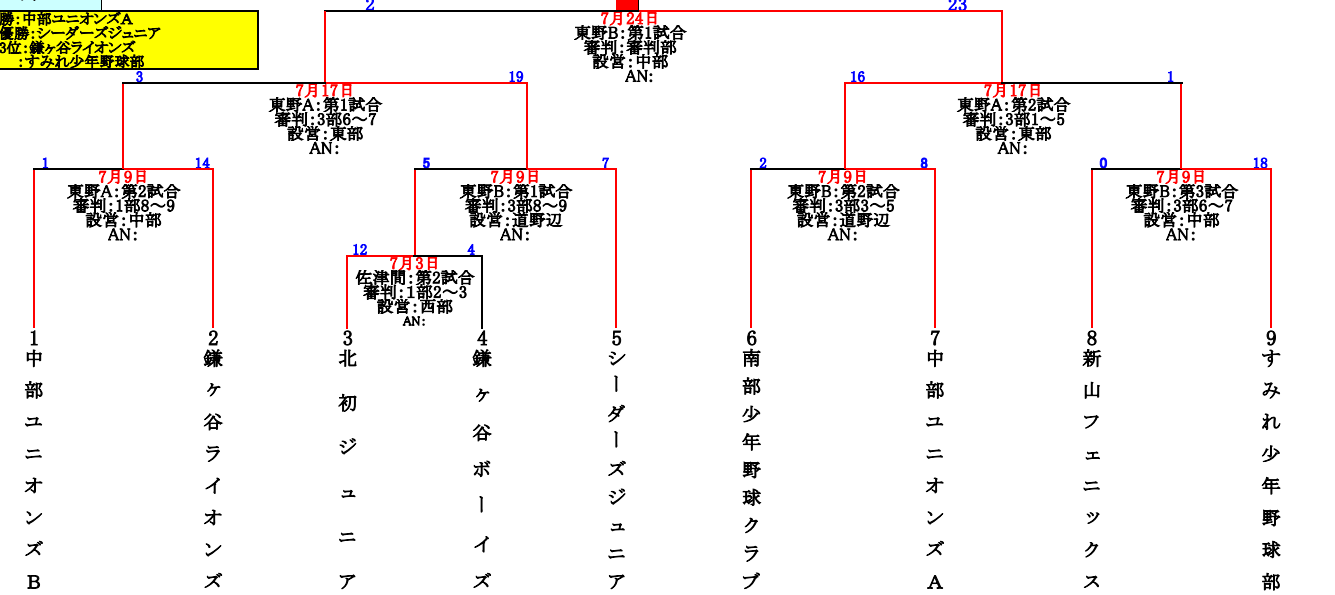 勝：中部ユニオンズA
優勝：シーダーズジュニア
3位：鎌ヶ谷ライオンズ
：すみれ少年野球部
2
23
7月24日
東野B：第1試合
審判：審判部
設営：中部
AN：
3
19
7月17日
東野A：第1試合
審判：3部6～7
設営：東部
AN：
16
1
7月17日
東野A：第2試合
審判：3部1～5
設営：東部
AN：
1
14
7月9日
東野A：第2試合
審判：1部8～9
設営：中部
AN：
5
7
7月9日
東野B：第1試合
審判：3部8～9
設営：道野辺
AN：
2
8
7月9日
東野B：第2試合
審判：3部3～5
設営：道野辺
AN：
0
18
7月9日
東野B：第3試合
審判：3部6～7
設営：中部
AN：
12
4
7月3日
佐津間：第2試合
審判：1部2～3
設営：西部
AN：
1
中部ユニオンズB
2
鎌ヶ谷ライオンズ
3
北初ジュニア
4
鎌ヶ谷ボーイズ
5
シーダーズジュニア
6
南部少年野球クラブ
7
中部ユニオンズA
8
新山フェニックス
9
すみれ少年野球部